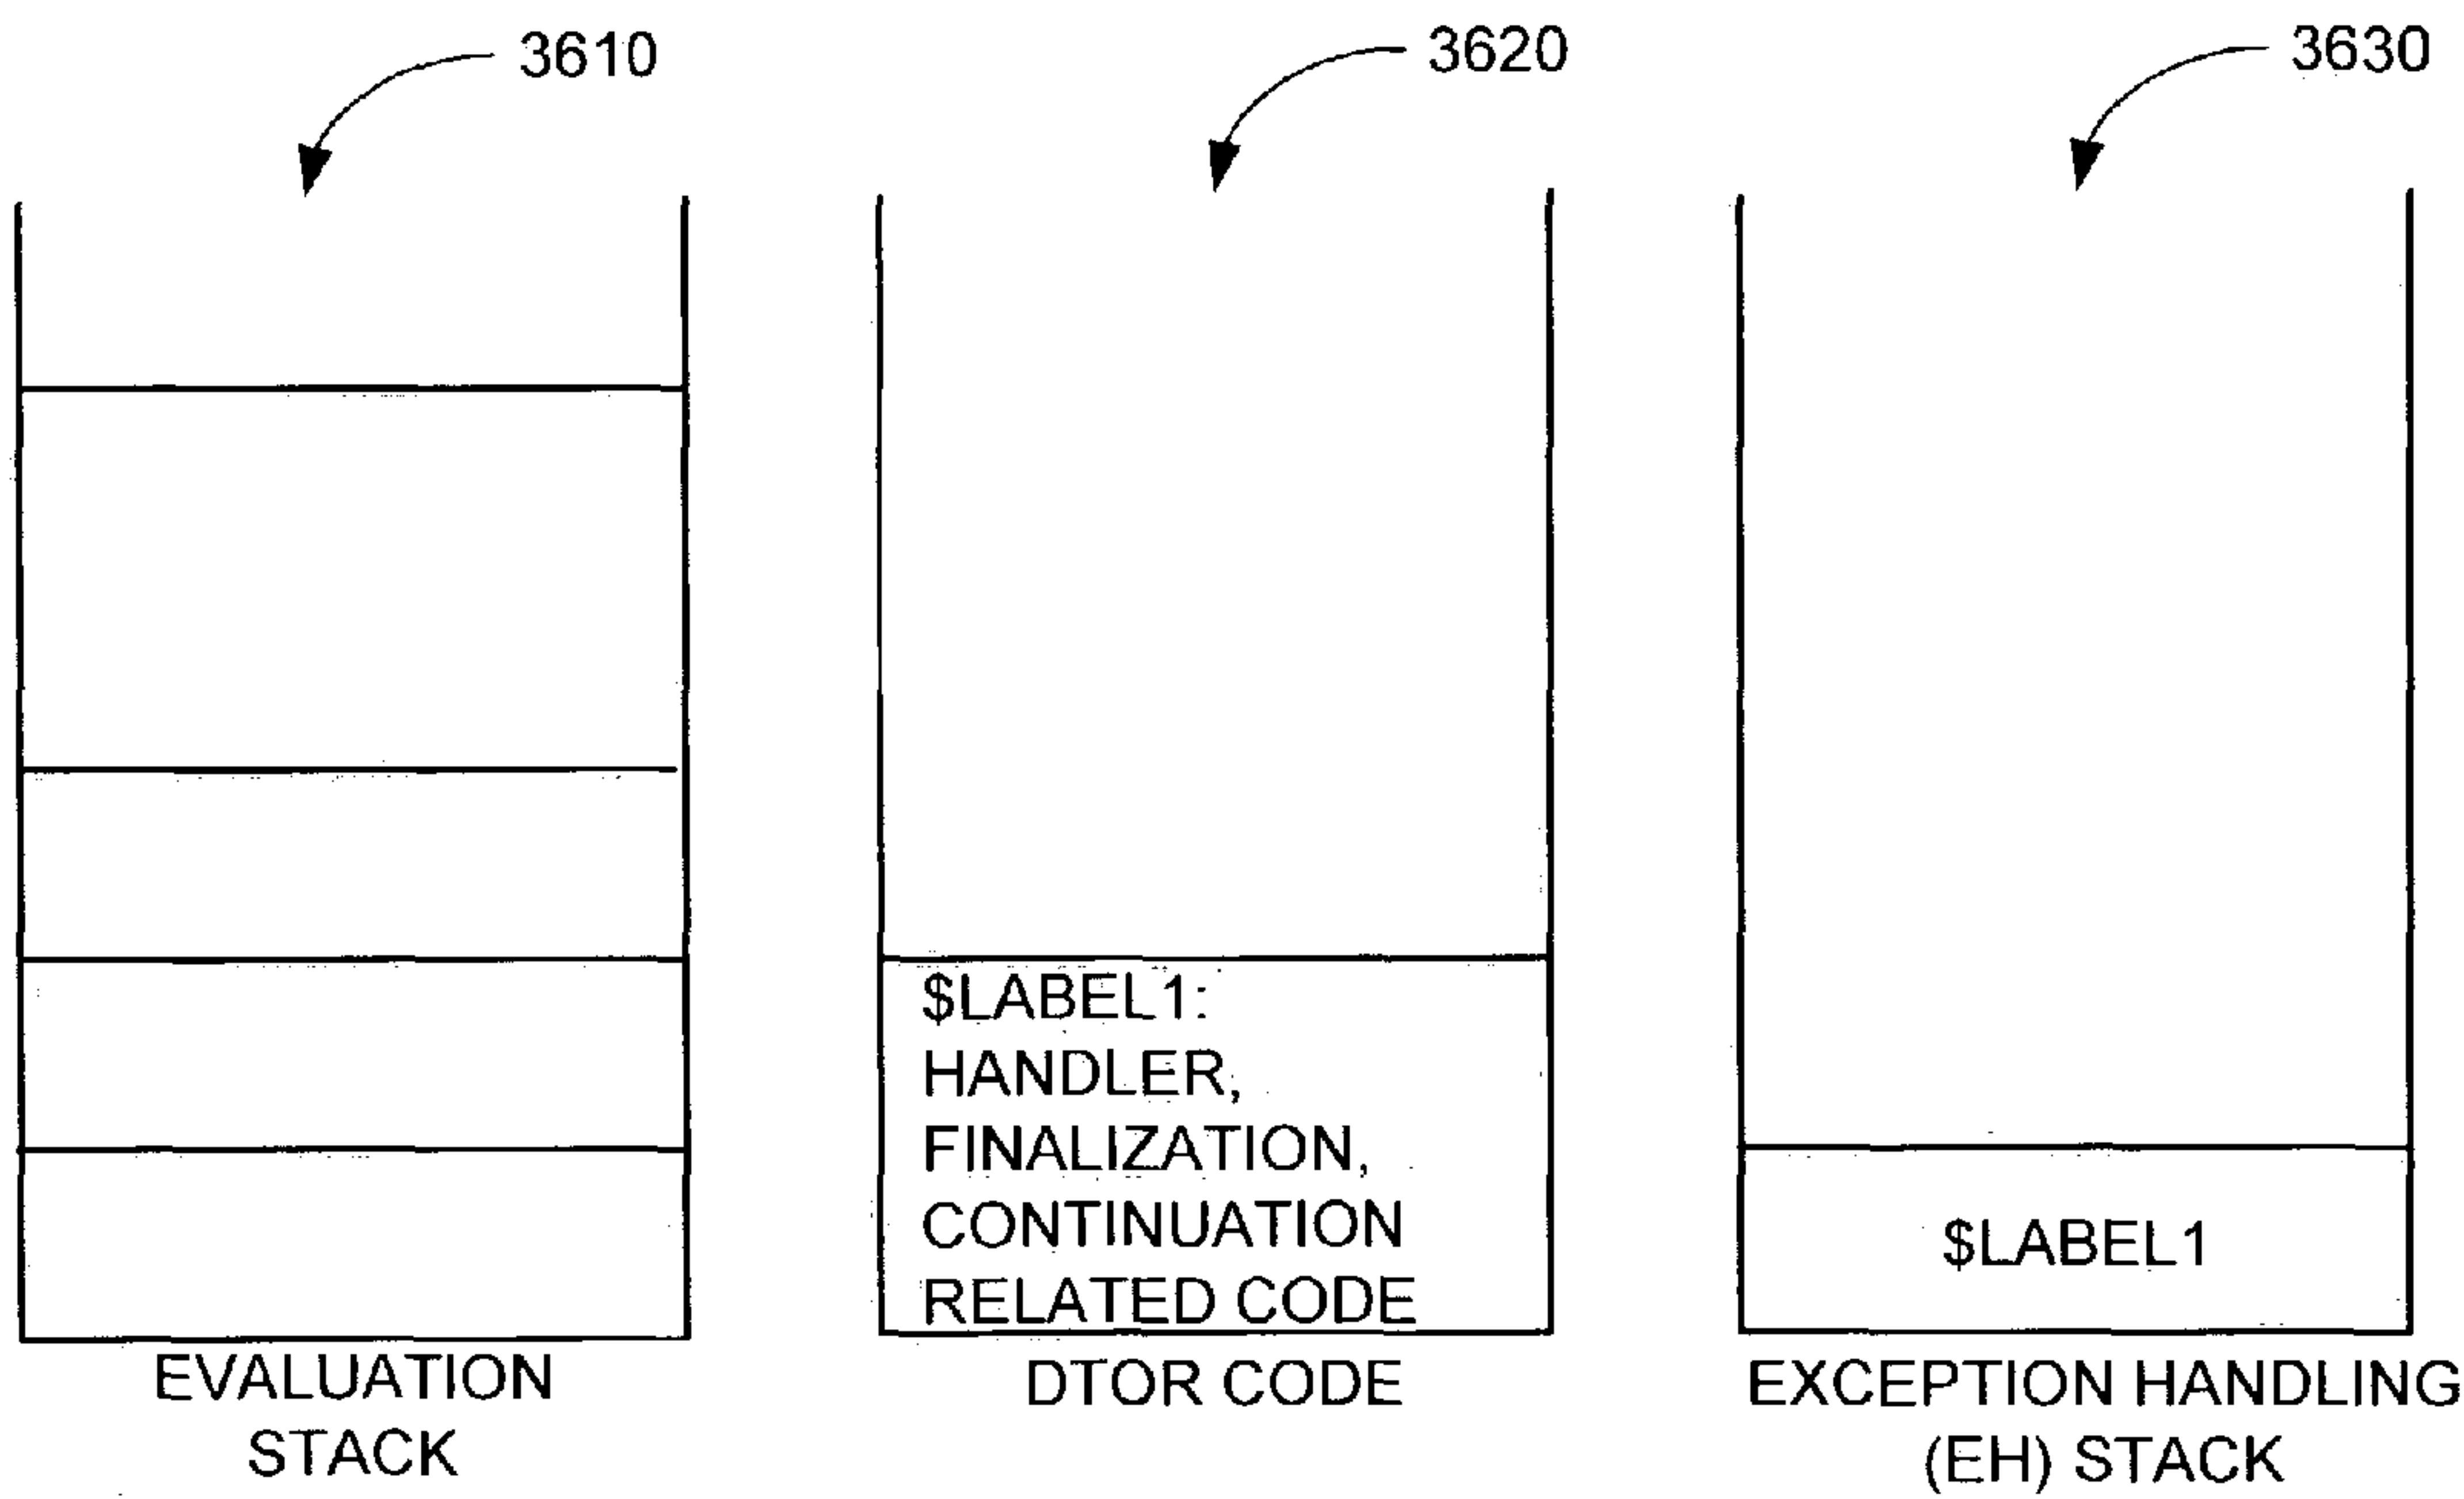 3610
3620
3630
$LABEL1:
HANDLER,
FINALIZATION,
CONTINUATION
RELATED CODE
$LABEL1
EVALUATION
STACK
DTOR CODE
EXCEPTION HANDLING
(EH) STACK